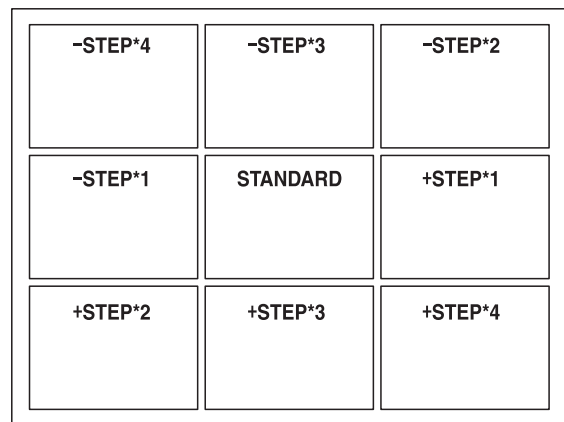 –STEP*4
–STEP*3
–STEP*2
–STEP*1
STANDARD
+STEP*1
+STEP*2
+STEP*3
+STEP*4